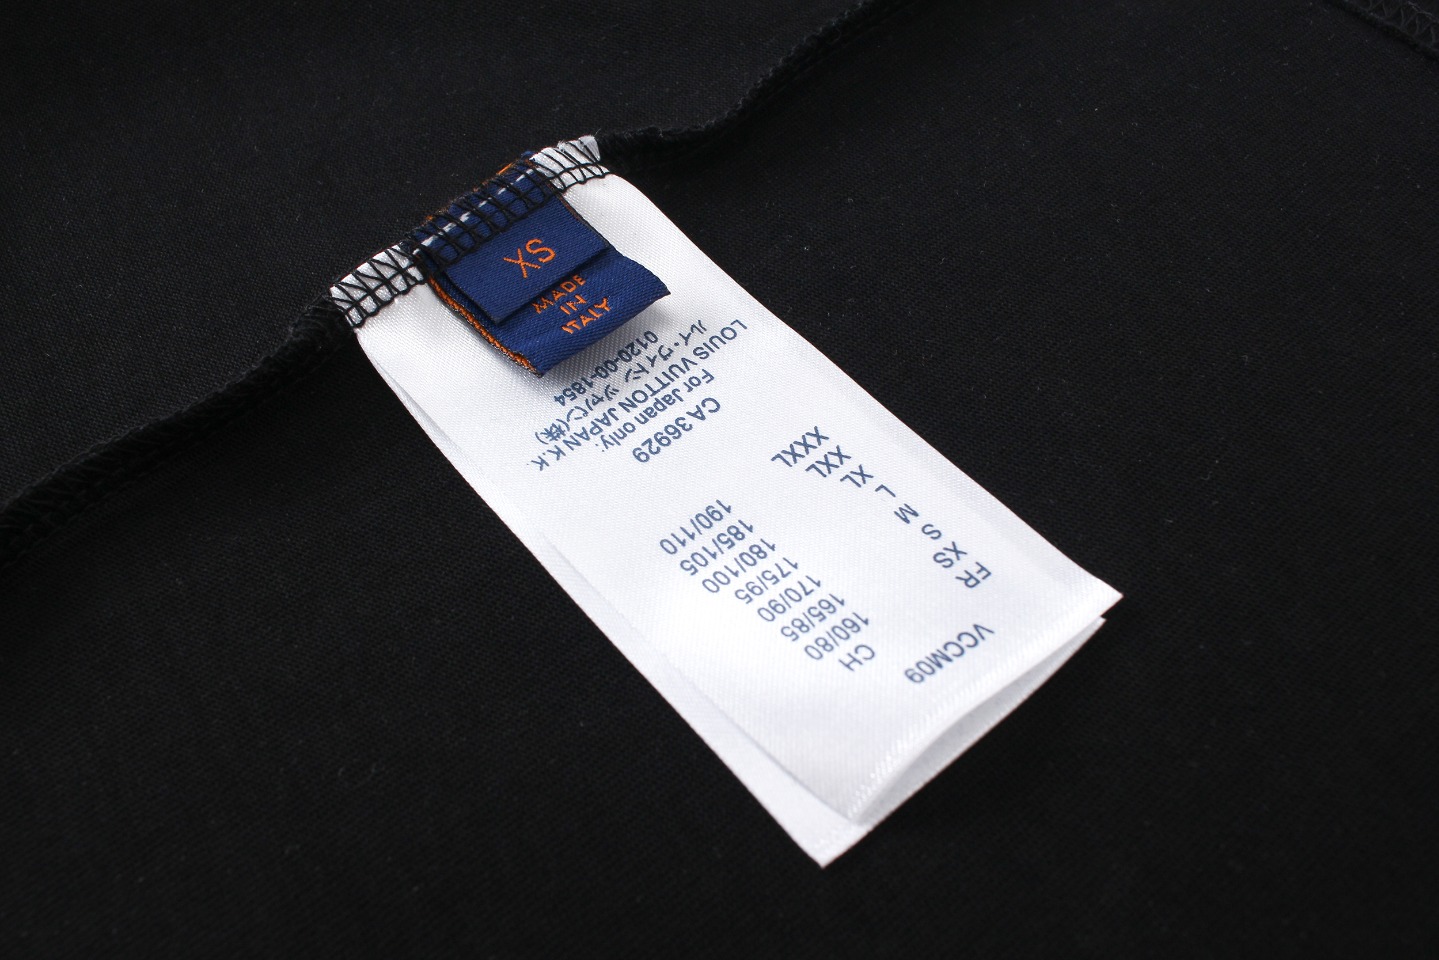 XS
MADE
IN
ITALY
VCCM09
FR CH
XS 160/80
S 165/85
M 170/90
L 175/95
XL 180/100
XXL 185/105
XXXL 190/110
CA 36929
For Japan only:
LOUIS VUITTON JAPAN K.K.
ルイ・ヴィトン ジャパン(株)
0120-00-1854